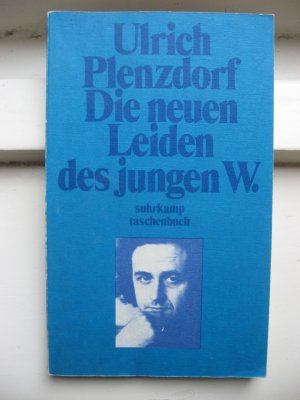 Ulrich
Plenzdorf
Die neuen
Leiden
des jungen W.
suhrkamp
taschenbuch